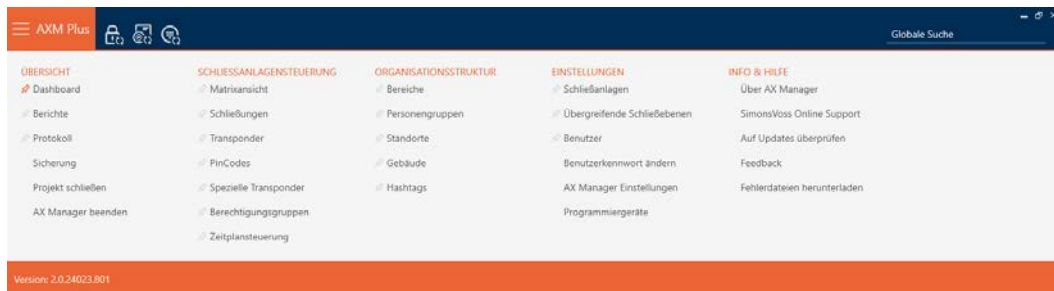 AXM Plus
Globale Suche
ÜBERSICHT
Dashboard
Berichte
Protokoll
Sicherung
Projekt schließen
AX Manager beenden
SCHLIESSANLAGENSTEUERUNG
Matrixansicht
Schließungen
Transponder
PinCodes
Spezielle Transponder
Berechtigungsgruppen
Zeitplansteuerung
ORGANISATIONSSTRUKTUR
Bereiche
Personengruppen
Standorte
Gebäude
Hashtags
EINSTELLUNGEN
Schließanlagen
Übergreifende Schließebenen
Benutzer
Benutzerkennwort ändern
AX Manager Einstellungen
Programmiergeräte
INFO & HILFE
Über AX Manager
SimonsVoss Online Support
Auf Updates überprüfen
Feedback
Fehlerdateien herunterladen
Version: 2.0.24023.801